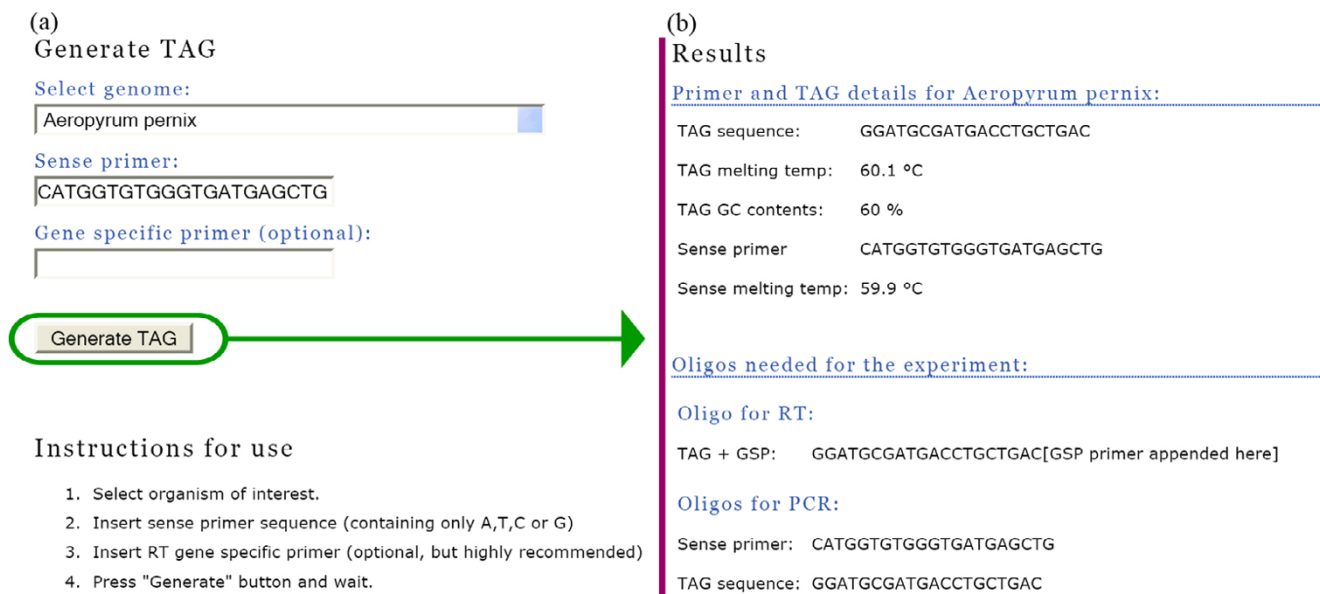 (a)
Generate TAG
Select genome:
Aeropyrum pernix
Sense primer:
CATGGTGTGGGTGATGAGCTG
Gene specific primer (optional):
Generate TAG
Instructions for use
1. Select organism of interest.
2. Insert sense primer sequence (containing only A,T,C or G)
3. Insert RT gene specific primer (optional, but highly recommended)
4. Press "Generate" button and wait.
(b)
Results
Primer and TAG details for Aeropyrum pernix:
TAG sequence: GGATGCGATGACCTGCTGAC
TAG melting temp: 60.1 °C
TAG GC contents: 60 %
Sense primer CATGGTGTGGGTGATGAGCTG
Sense melting temp: 59.9 °C
Oligos needed for the experiment:
Oligo for RT:
TAG + GSP: GGATGCGATGACCTGCTGAC[GSP primer appended here]
Oligos for PCR:
Sense primer: CATGGTGTGGGTGATGAGCTG
TAG sequence: GGATGCGATGACCTGCTGAC